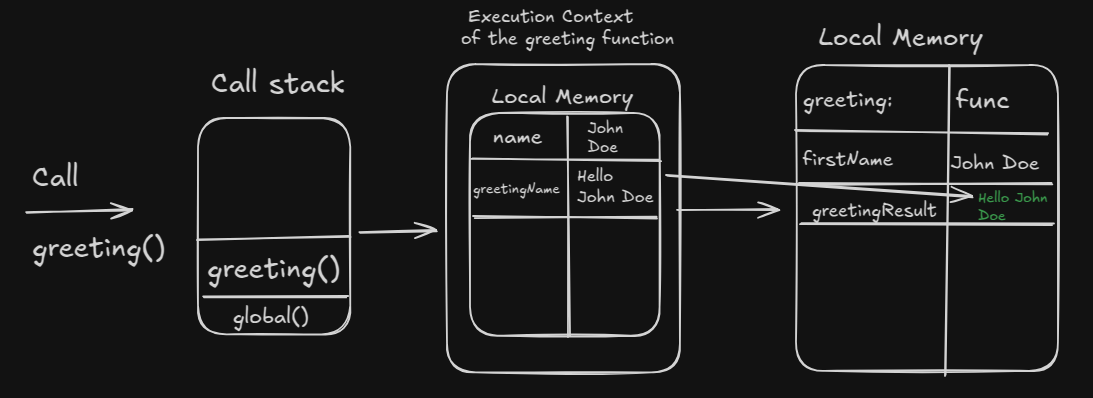 Call
greeting()
Call stack
greeting()
global()
Execution Context
of the greeting function
Local Memory
name
John
Doe
greetingName
Hello
John Doe
Local Memory
greeting:
func
firstName
John Doe
greetingResult
Hello John
Doe